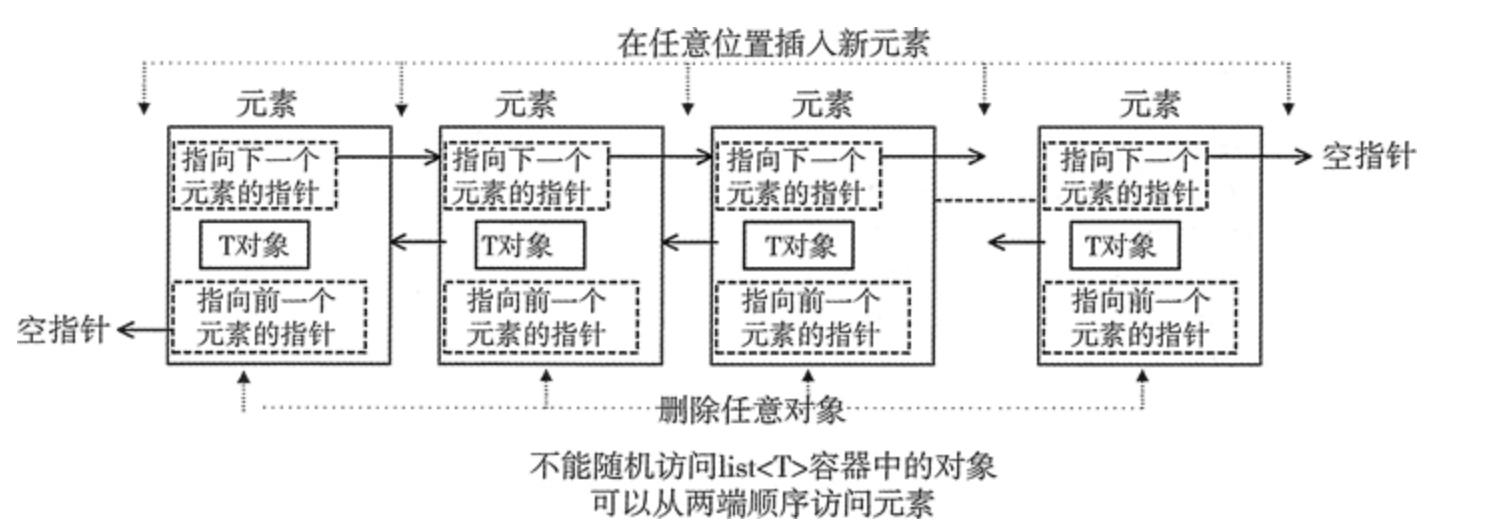 在任意位置插入新元素
元素
元素
元素
元素
指向下一个
元素的指针
指向下一个
元素的指针
指向下一个
元素的指针
指向下一个
元素的指针
空指针
T对象
T对象
T对象
T对象
空指针
指向前一个
元素的指针
指向前一个
元素的指针
指向前一个
元素的指针
指向前一个
元素的指针
删除任意对象
不能随机访问list<T>容器中的对象
可以从两端顺序访问元素